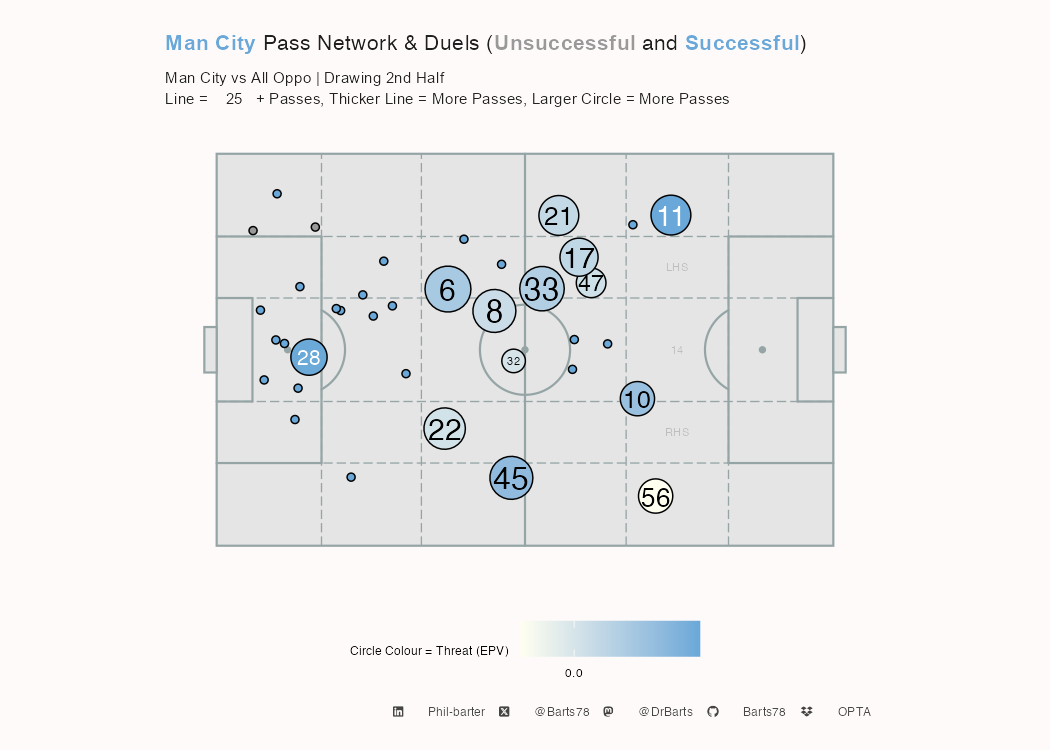 Man City Pass Network & Duels (Unsuccessful and Successful)
Man City vs All Oppo | Drawing 2nd Half
Line = 25 + Passes, Thicker Line = More Passes, Larger Circle = More Passes
21
11
17
LHS
47
6
33
8
14
28
32
10
22
RHS
45
56
Circle Colour = Threat (EPV)
0.0
Phil-barter @Barts78 @DrBarts Barts78 OPTA